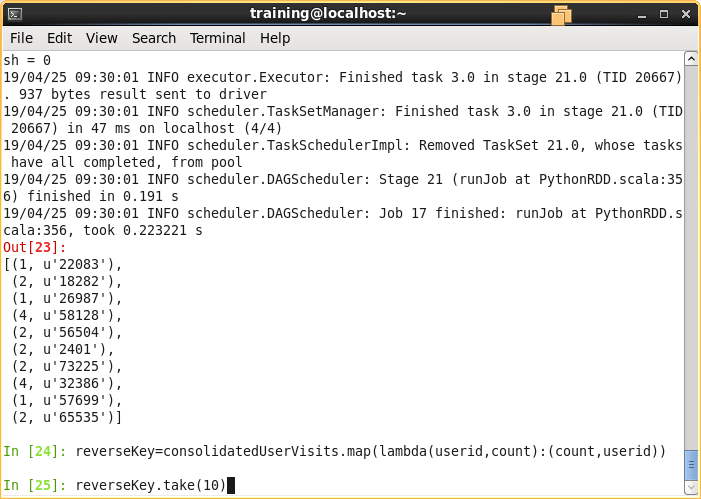 training@localhost:~
File Edit View Search Terminal Help
sh = 0
19/04/25 09:30:01 INFO executor.Executor: Finished task 3.0 in stage 21.0 (TID 20667)
. 937 bytes result sent to driver
19/04/25 09:30:01 INFO scheduler.TaskSetManager: Finished task 3.0 in stage 21.0 (TID
 20667) in 47 ms on localhost (4/4)
19/04/25 09:30:01 INFO scheduler.TaskSchedulerImpl: Removed TaskSet 21.0, whose tasks
 have all completed, from pool
19/04/25 09:30:01 INFO scheduler.DAGScheduler: Stage 21 (runJob at PythonRDD.scala:35
6) finished in 0.191 s
19/04/25 09:30:01 INFO scheduler.DAGScheduler: Job 17 finished: runJob at PythonRDD.s
cala:356, took 0.223221 s
Out[23]:
[(1, u'22083'),
 (2, u'18282'),
 (1, u'26987'),
 (4, u'58128'),
 (2, u'56504'),
 (2, u'2401'),
 (2, u'73225'),
 (4, u'32386'),
 (1, u'57699'),
 (2, u'65535')]
In [24]: reverseKey=consolidatedUserVisits.map(lambda(userid,count):(count,userid))
In [25]: reverseKey.take(10)